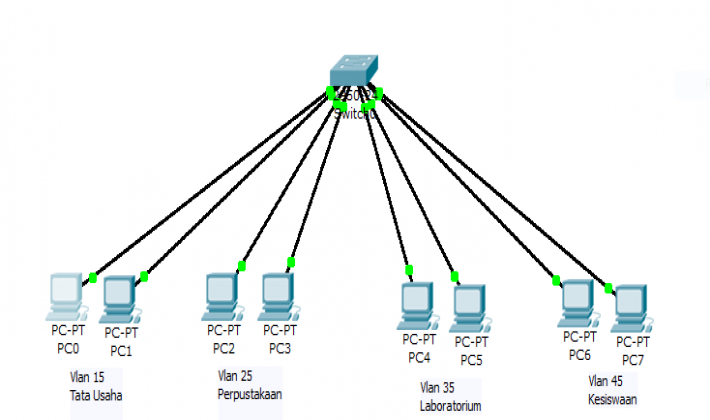 Switch0
PC-PT
PC0
PC-PT
PC1
PC-PT
PC2
PC-PT
PC3
PC-PT
PC4
PC-PT
PC5
PC-PT
PC6
PC-PT
PC7
Vlan 15
Tata Usaha
Vlan 25
Perpustakaan
Vlan 35
Laboratorium
Vlan 45
Kesiswaan